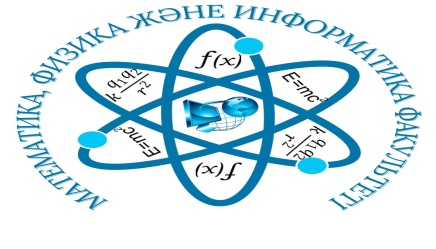 МАТЕМАТИКА, ФИЗИКА ЖӘНЕ ИНФОРМАТИКА ФАКУЛЬТЕТІ
f(x)
k q₁q₂/r²
E=mc²
E=mc²
k q₁q₂/r²
f(x)